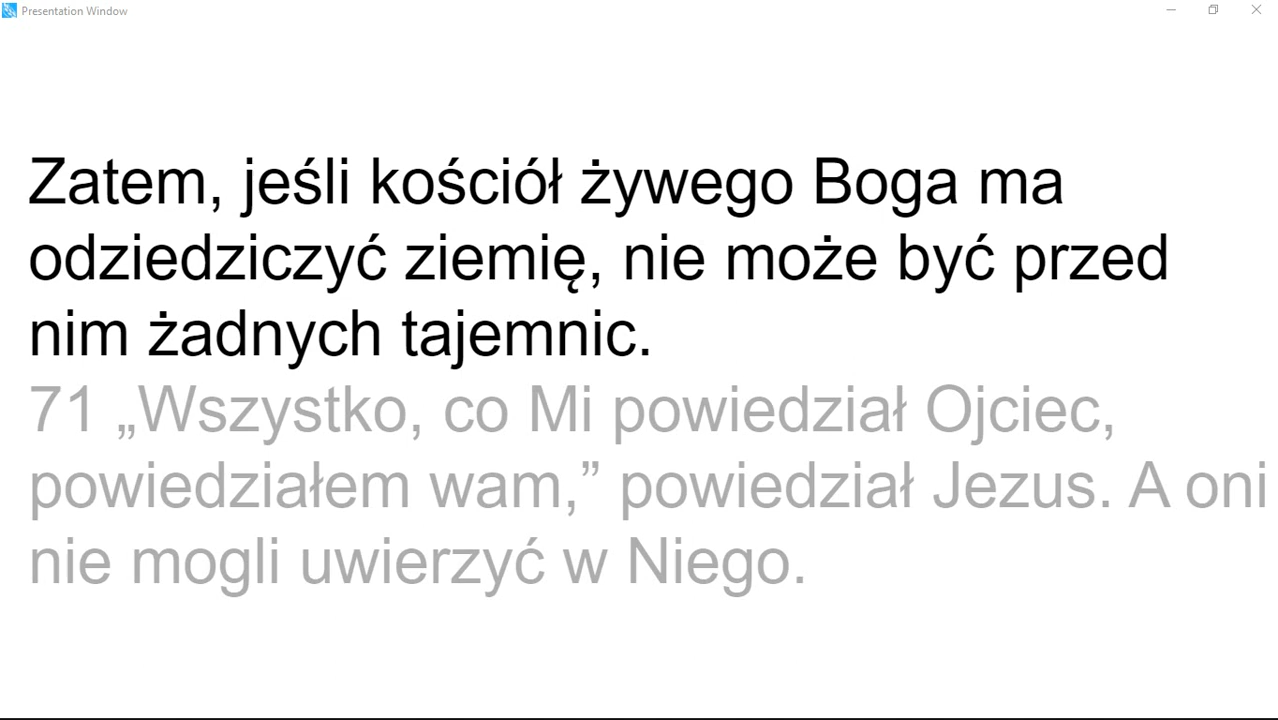 Presentation Window
Zatem, jeśli kościół żywego Boga ma
odziedziczyć ziemię, nie może być przed
nim żadnych tajemnic.
71 „Wszystko, co Mi powiedział Ojciec,
powiedziałem wam,” powiedział Jezus. A oni
nie mogli uwierzyć w Niego.